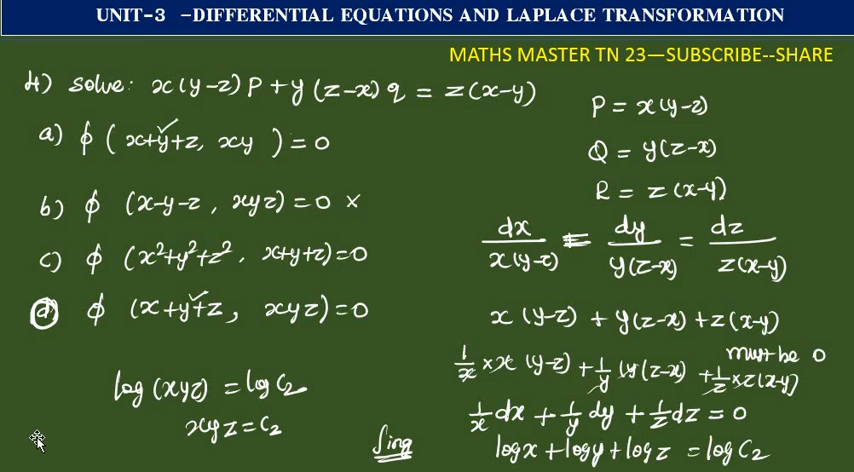 UNIT-3 –DIFFERENTIAL EQUATIONS AND LAPLACE TRANSFORMATION
MATHS MASTER TN 23—SUBSCRIBE--SHARE
4) solve: x(y-z)p + y(z-x)q = z(x-y)
a) ϕ (x+y+z, xy ) = 0
b) ϕ (x-y-z, xyz) = 0 ×
c) ϕ (x²+y²+z², x+y+z) = 0
d) ϕ (x+y+z, xyz) = 0
log(xyz) = log C₂
xyz = C₂
P = x(y-z)
Q = y(z-x)
R = z(x-y)
dx/x(y-z) = dy/y(z-x) = dz/z(x-y)
x(y-z) + y(z-x) + z(x-y)
must be 0
1/x × x(y-z) + 1/y y(z-x) + 1/z × z(x-y)
1/x dx + 1/y dy + 1/z dz = 0
log x + log y + log z = log C₂